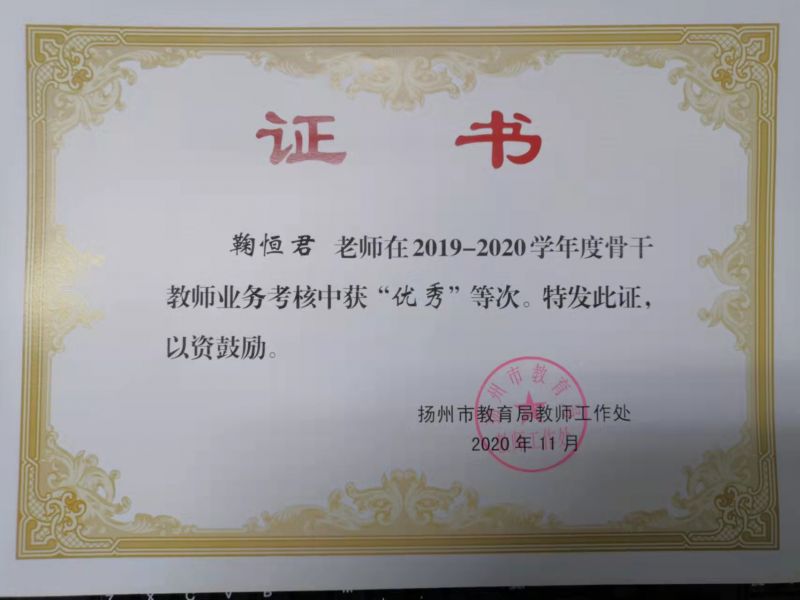 证 书
鞠恒君 老师在2019-2020学年度骨干
教师业务考核中获“优秀”等次。特发此证，
以资鼓励。
扬州市教育局教师工作处
2020年11月